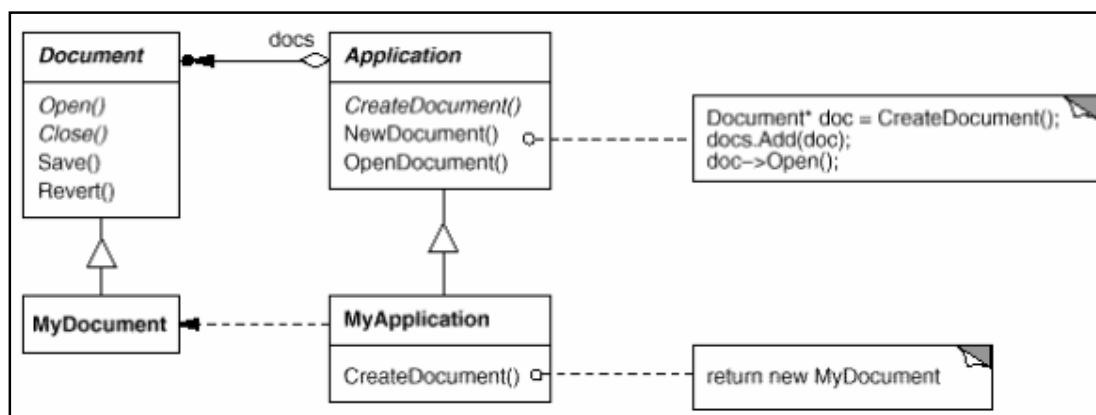 docs
Document
Open()
Close()
Save()
Revert()
Application
CreateDocument()
NewDocument()
OpenDocument()
Document* doc = CreateDocument();
docs.Add(doc);
doc->Open();
MyDocument
MyApplication
CreateDocument()
return new MyDocument